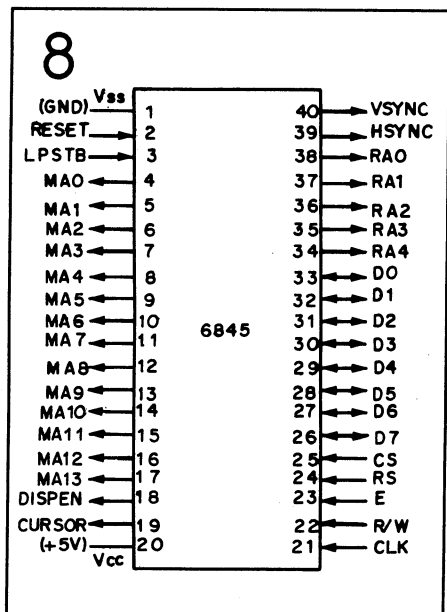 8
Vss
(GND) 1 40 VSYNC
RESET 2 39 HSYNC
LPSTB 3 38 RA0
MA0 4 37 RA1
MA1 5 36 RA2
MA2 6 35 RA3
MA3 7 34 RA4
MA4 8 33 D0
MA5 9 32 D1
MA6 10 31 D2
6845
MA7 11 30 D3
MA8 12 29 D4
MA9 13 28 D5
MA10 14 27 D6
MA11 15 26 D7
MA12 16 25 CS
MA13 17 24 RS
DISPEN 18 23 E
CURSOR 19 22 R/W
(+5V) 20 21 CLK
Vcc